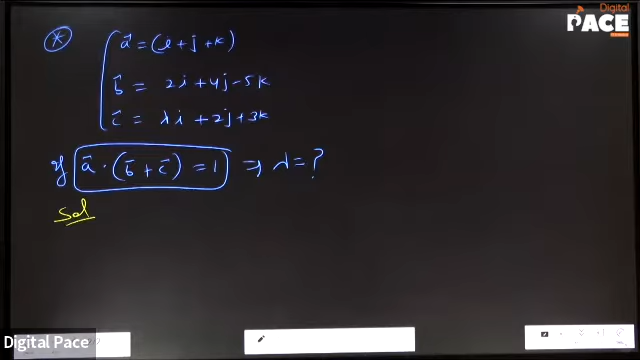 Digital
PACE
* a⃗ = (i + j + k)
b⃗ = 2i + 4j - 5k
c⃗ = λi + 2j + 3k
If a⃗ · (b⃗ + c⃗) = 1 ⇒ λ = ?
Sol
Digital Pace